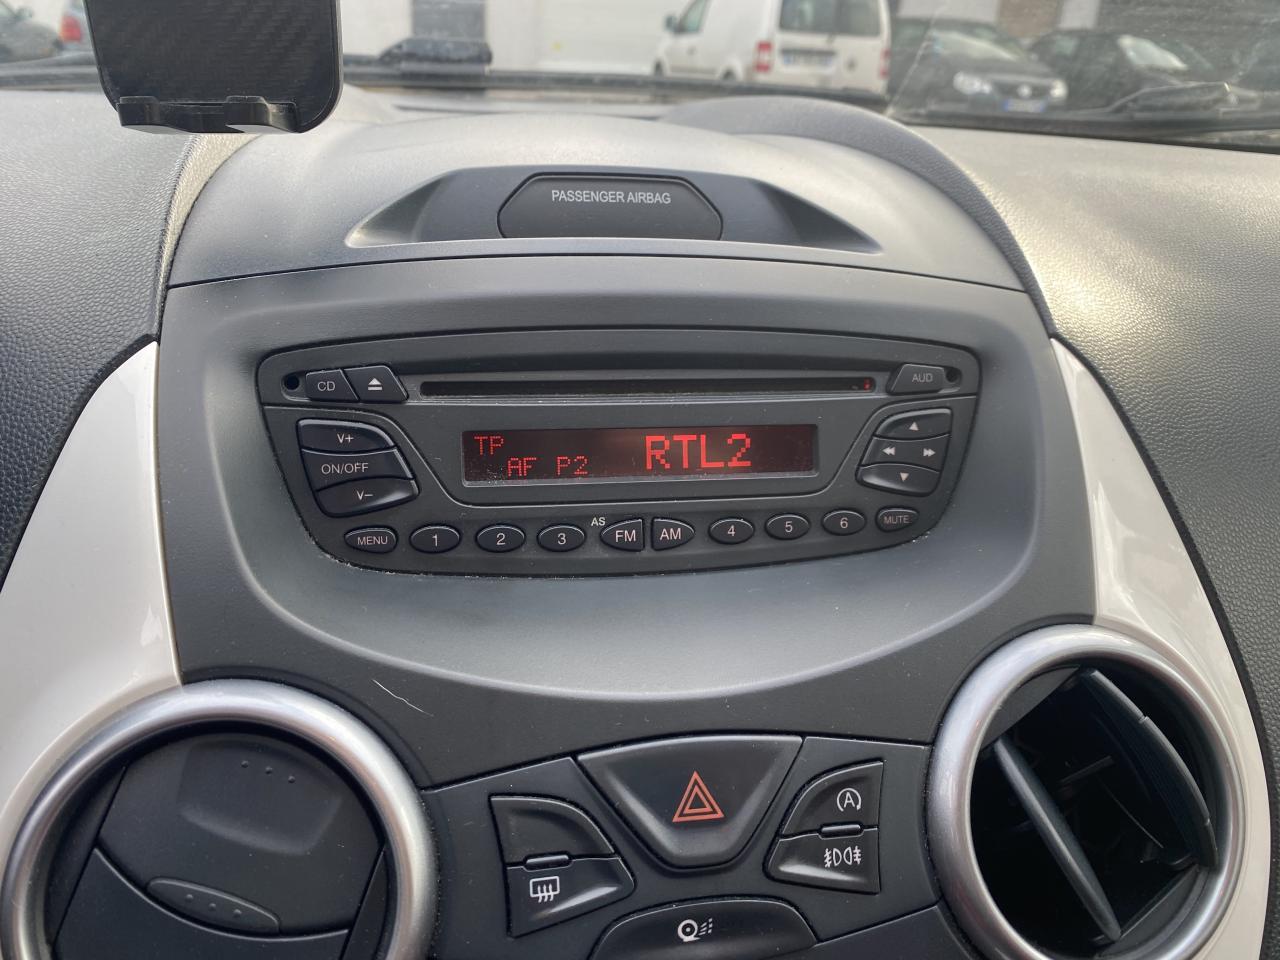 PASSENGER AIRBAG
CD
AUD
V+
ON/OFF
V–
TP
AF P2
RTL2
MENU
1
2
3
AS
FM
AM
4
5
6
MUTE
A